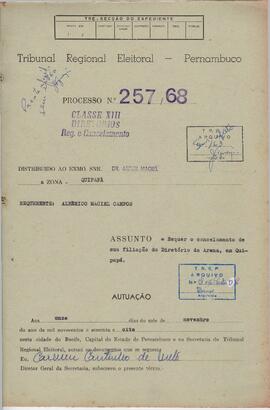 TRE-SECÇÃO DO EXPEDIENTE
Tribunal Regional Eleitoral — Pernambuco
PROCESSO N.º 257/68
CLASSE XIII
DIRETÓRIOS
Reg. e Cancelamento
T. R. E.
ARQUIVO
DISTRIBUIDO AO EXMO. SNR. DR. MACIEL
a ZONA - QUIPAPÁ
REQUERENTE: ALBÉRICO MACIEL CAMPOS
ASSUNTO = Requer o cancelamento de
sua filiação do Diretório da Arena, em Qui-
papá.
ARQUIVO
AUTUAÇÃO
Aos onze dias do mês de novembro
do ano de mil novecentos e sessenta e oito
nesta cidade do Recife, Capital do Estado de Pernambuco e na Secretaria do Tribunal
Regional Eleitoral, autuo os documentos que se seguem
Eu,
Diretor Geral da Secretaria, subscrevo o presente têrmo.